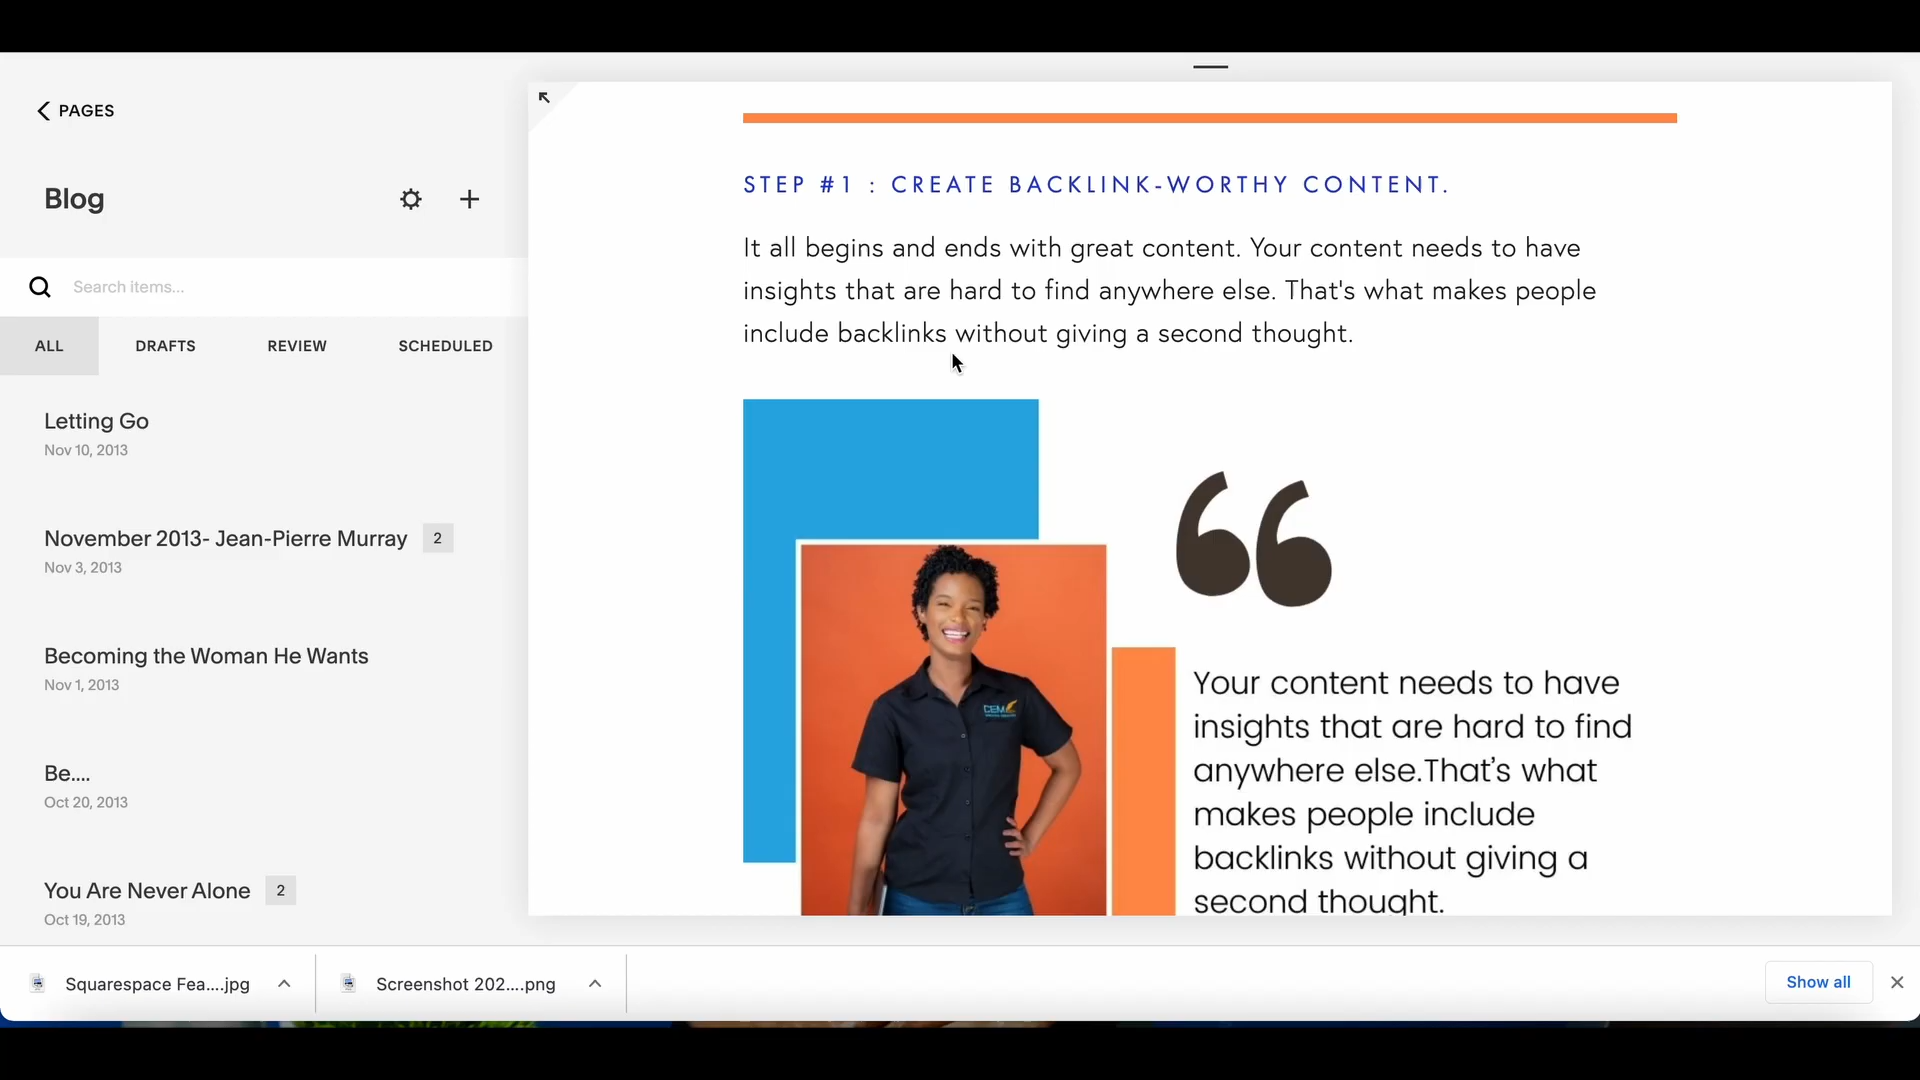 PAGES
Blog
Search items...
ALL DRAFTS REVIEW SCHEDULED
Letting Go
Nov 10, 2013
November 2013- Jean-Pierre Murray 2
Nov 3, 2013
Becoming the Woman He Wants
Nov 1, 2013
Be....
Oct 20, 2013
You Are Never Alone 2
Oct 19, 2013
STEP #1 : CREATE BACKLINK-WORTHY CONTENT.
It all begins and ends with great content. Your content needs to have
insights that are hard to find anywhere else. That's what makes people
include backlinks without giving a second thought.
CEM
Your content needs to have
insights that are hard to find
anywhere else.That's what
makes people include
backlinks without giving a
second thought.
Squarespace Fea....jpg
Screenshot 202....png
Show all